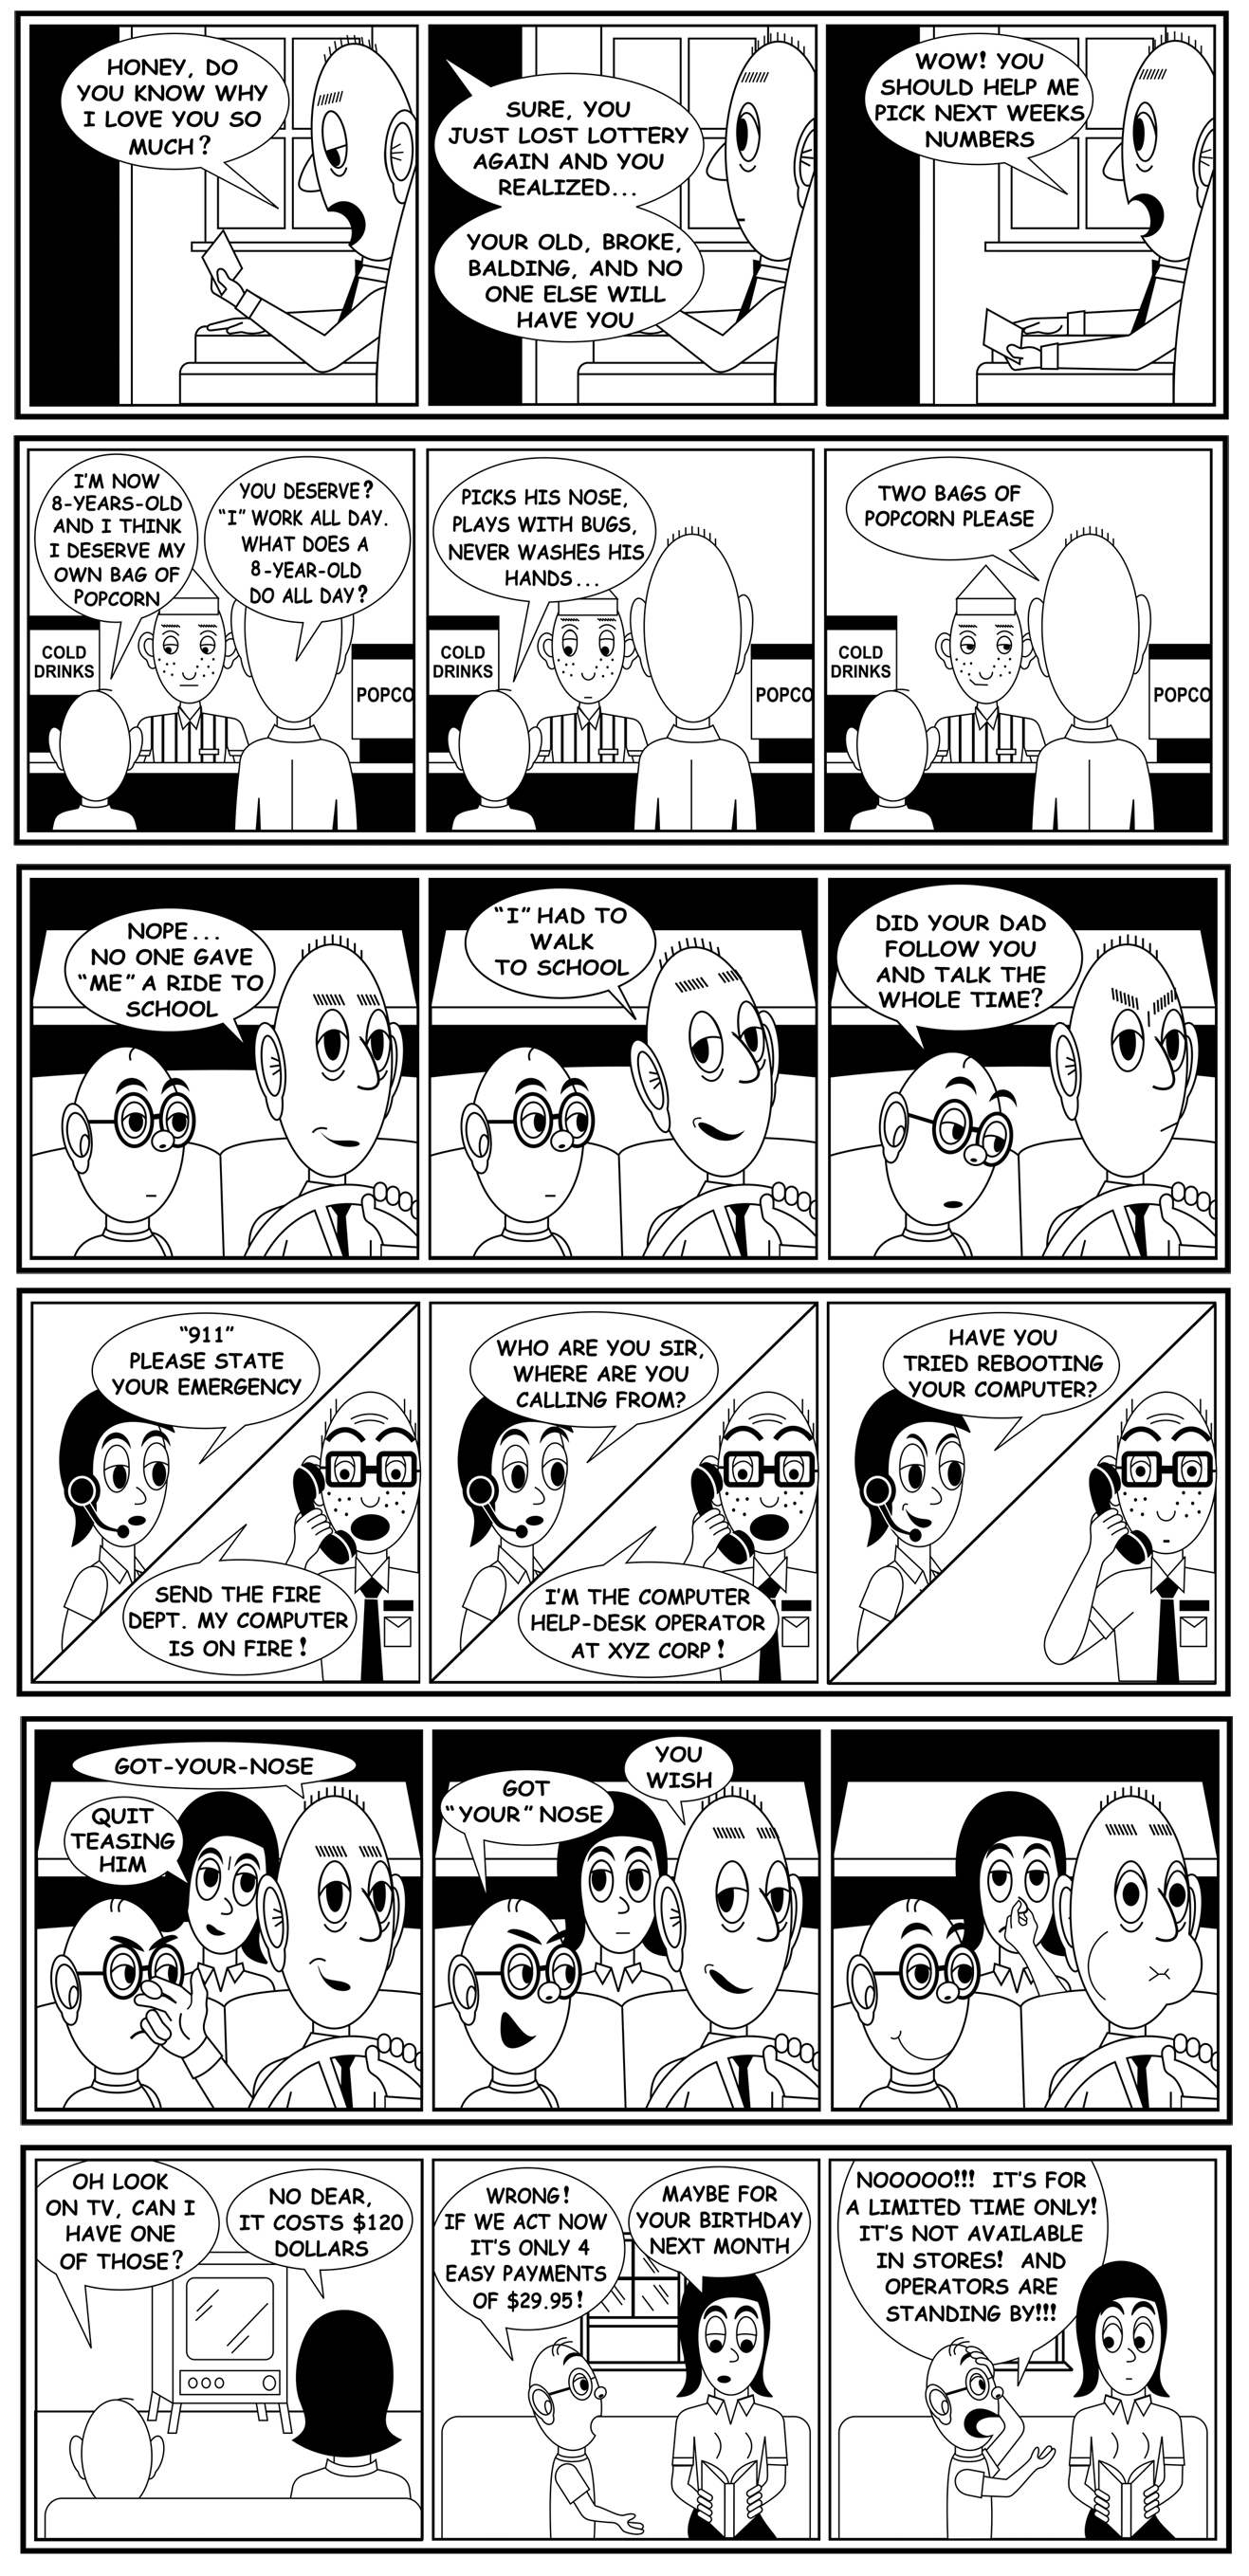 HONEY, DO
YOU KNOW WHY
I LOVE YOU SO
MUCH?
SURE, YOU
JUST LOST LOTTERY
AGAIN AND YOU
REALIZED...
YOUR OLD, BROKE,
BALDING, AND NO
ONE ELSE WILL
HAVE YOU
WOW! YOU
SHOULD HELP ME
PICK NEXT WEEKS
NUMBERS
I'M NOW
8-YEARS-OLD
AND I THINK
I DESERVE MY
OWN BAG OF
POPCORN
YOU DESERVE?
"I" WORK ALL DAY.
WHAT DOES A
8-YEAR-OLD
DO ALL DAY?
COLD
DRINKS
POPCO
PICKS HIS NOSE,
PLAYS WITH BUGS,
NEVER WASHES HIS
HANDS...
COLD
DRINKS
POPCO
TWO BAGS OF
POPCORN PLEASE
COLD
DRINKS
POPCO
NOPE...
NO ONE GAVE
"ME" A RIDE TO
SCHOOL
"I" HAD TO
WALK
TO SCHOOL
DID YOUR DAD
FOLLOW YOU
AND TALK THE
WHOLE TIME?
"911"
PLEASE STATE
YOUR EMERGENCY
SEND THE FIRE
DEPT. MY COMPUTER
IS ON FIRE!
WHO ARE YOU SIR,
WHERE ARE YOU
CALLING FROM?
I'M THE COMPUTER
HELP-DESK OPERATOR
AT XYZ CORP!
HAVE YOU
TRIED REBOOTING
YOUR COMPUTER?
GOT-YOUR-NOSE
QUIT
TEASING
HIM
GOT
"YOUR" NOSE
YOU
WISH
OH LOOK
ON TV, CAN I
HAVE ONE
OF THOSE?
NO DEAR,
IT COSTS $120
DOLLARS
WRONG!
IF WE ACT NOW
IT'S ONLY 4
EASY PAYMENTS
OF $29.95!
MAYBE FOR
YOUR BIRTHDAY
NEXT MONTH
NOOOOO!!! IT'S FOR
A LIMITED TIME ONLY!
IT'S NOT AVAILABLE
IN STORES! AND
OPERATORS ARE
STANDING BY!!!